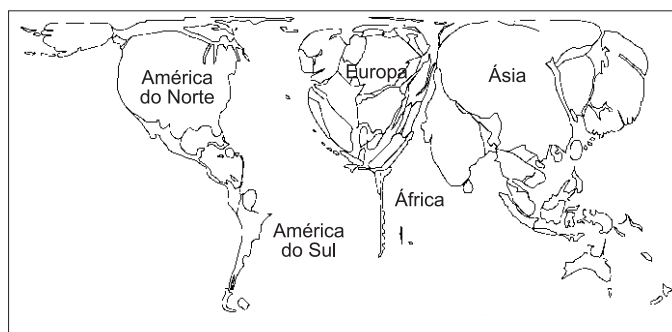 América
do Norte
Europa
Ásia
África
América
do Sul